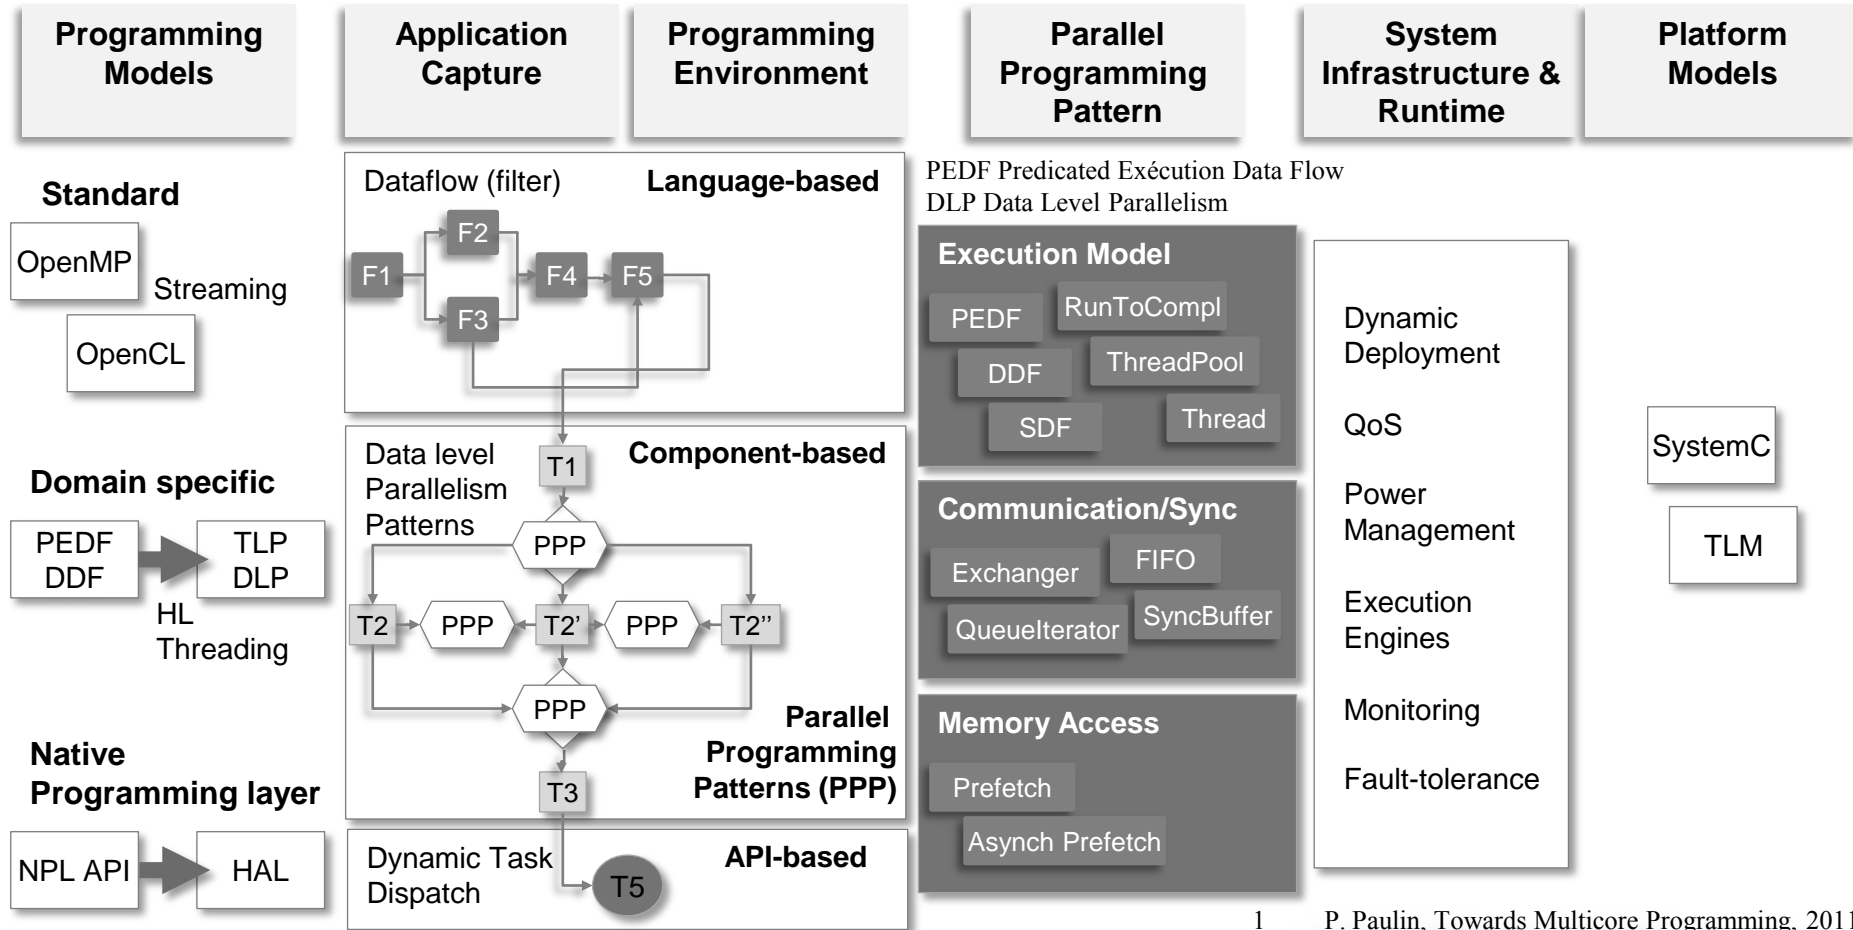 Programming
Models
Application
Capture
Programming
Environment
Parallel
Programming
Pattern
System
Infrastructure &
Runtime
Platform
Models
Standard
OpenMP
Streaming
OpenCL
Domain specific
PEDF
DDF
TLP
DLP
HL
Threading
Native
Programming layer
NPL API
HAL
Dataflow (filter)
Language-based
F1
F2
F3
F4
F5
Data level
Parallelism
Patterns
Component-based
T1
PPP
T2
PPP
T2'
PPP
T2''
PPP
T3
Parallel
Programming
Patterns (PPP)
Dynamic Task
Dispatch
API-based
T5
PEDF Predicated Exécution Data Flow
DLP Data Level Parallelism
Execution Model
PEDF
RunToCompl
DDF
ThreadPool
SDF
Thread
Communication/Sync
Exchanger
FIFO
QueueIterator
SyncBuffer
Memory Access
Prefetch
Asynch Prefetch
Dynamic
Deployment
QoS
Power
Management
Execution
Engines
Monitoring
Fault-tolerance
SystemC
TLM
1 P. Paulin, Towards Multicore Programming, 2011